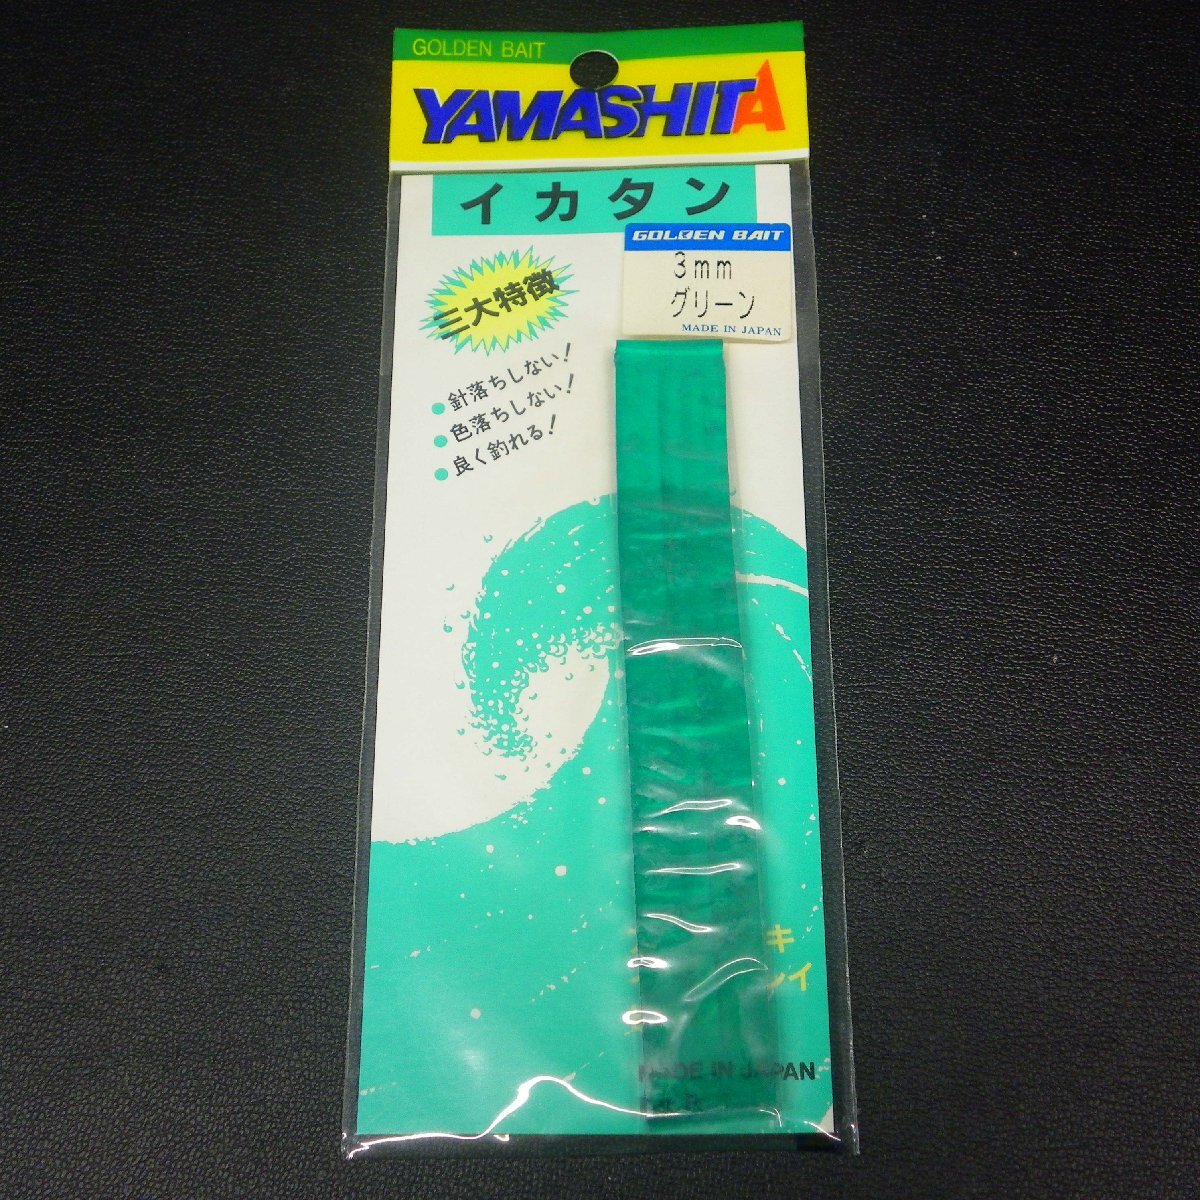 GOLDEN BAIT
YAMASHITA
イカタン
GOLDEN BAIT
3mm
グリーン
MADE IN JAPAN
三大特徴
●針落ちしない!
●色落ちしない!
●良く釣れる!
キ
イ
MADE IN JAPAN